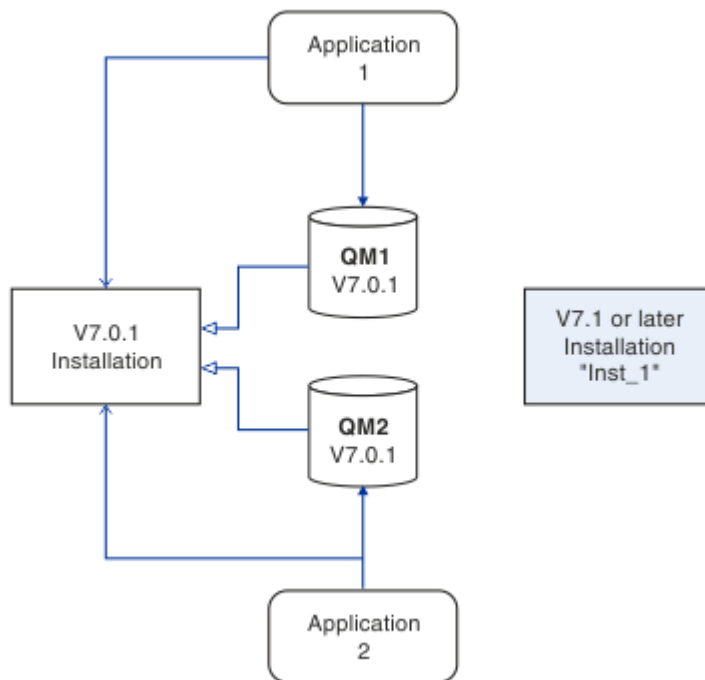 Application
1
QM1
V7.0.1
V7.0.1
Installation
V7.1 or later
Installation
"Inst_1"
QM2
V7.0.1
Application
2